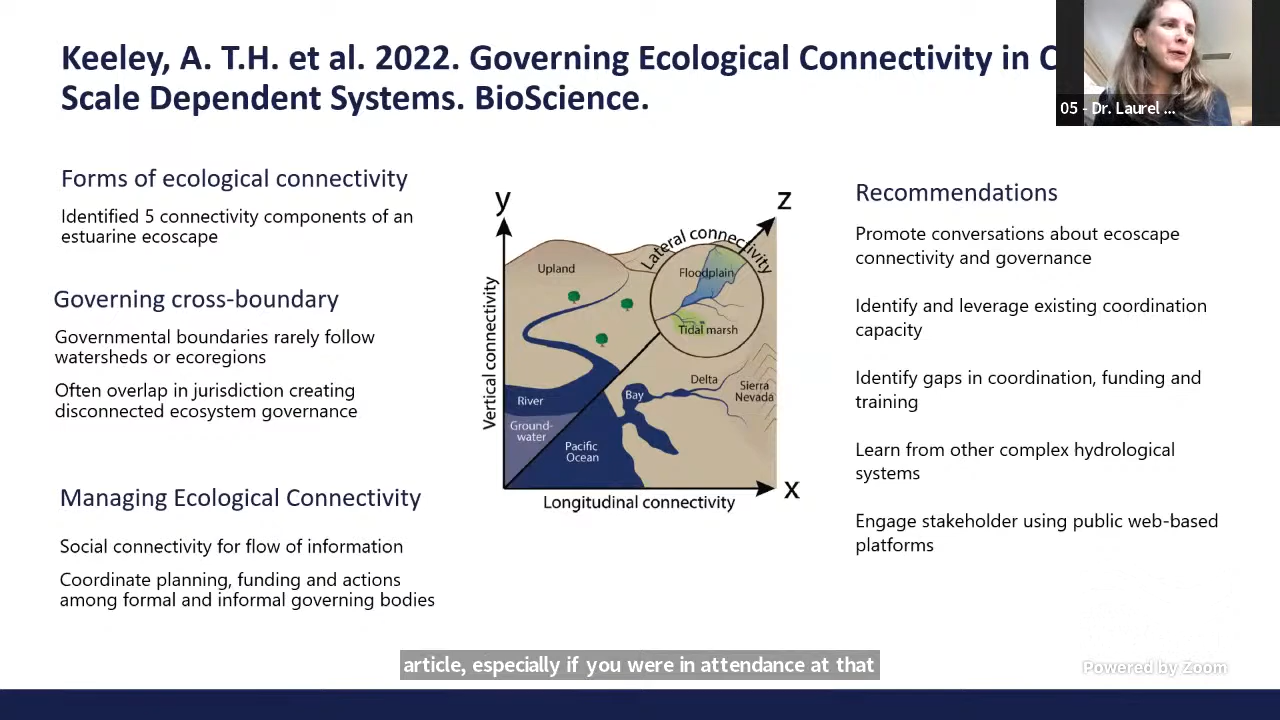 Keeley, A. T.H. et al. 2022. Governing Ecological Connectivity in C
Scale Dependent Systems. BioScience.
05 - Dr. Laurel ...
Forms of ecological connectivity
Identified 5 connectivity components of an
estuarine ecoscape
Governing cross-boundary
Governmental boundaries rarely follow
watersheds or ecoregions
Often overlap in jurisdiction creating
disconnected ecosystem governance
Managing Ecological Connectivity
Social connectivity for flow of information
Coordinate planning, funding and actions
among formal and informal governing bodies
y
z
Lateral connectivity
Upland
Floodplain
Tidal marsh
Vertical connectivity
Delta
Sierra
Nevada
Bay
River
Ground-
water
Pacific
Ocean
x
Longitudinal connectivity
Recommendations
Promote conversations about ecoscape
connectivity and governance
Identify and leverage existing coordination
capacity
Identify gaps in coordination, funding and
training
Learn from other complex hydrological
systems
Engage stakeholder using public web-based
platforms
article, especially if you were in attendance at that
Powered by Zoom